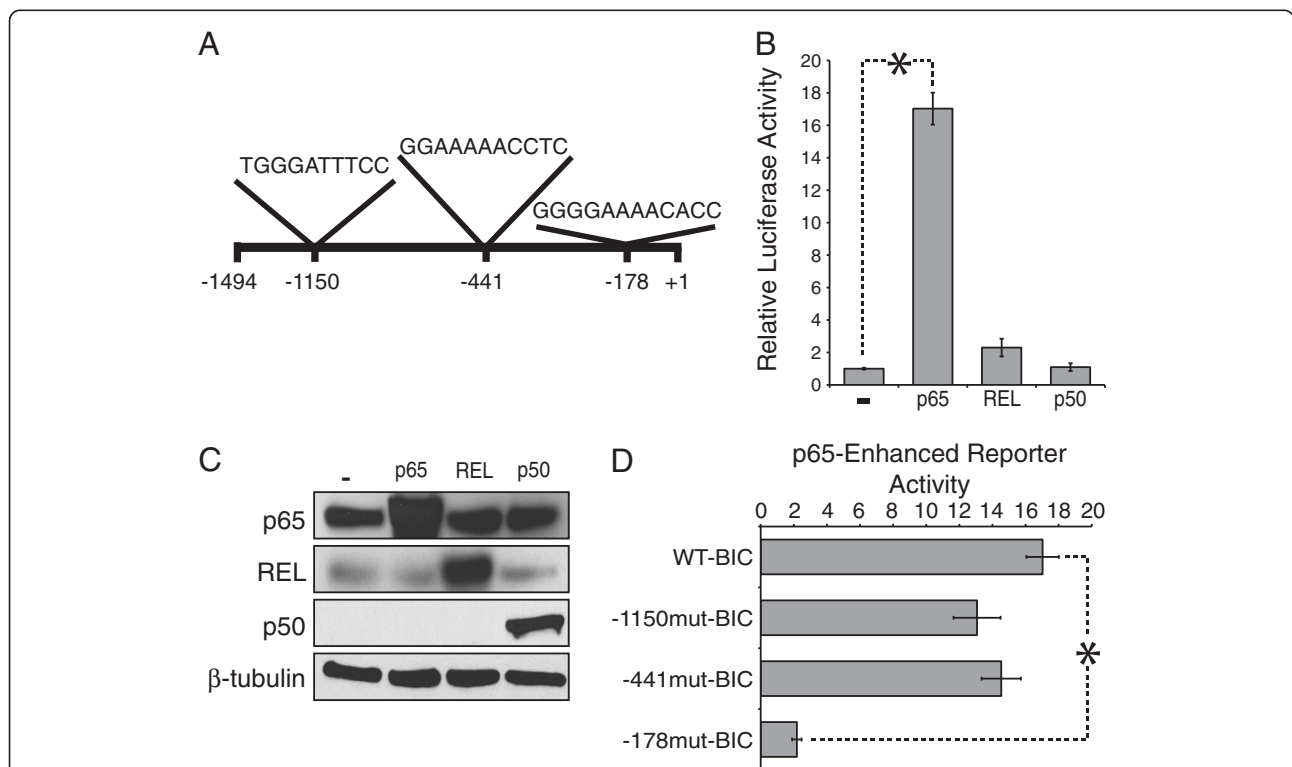 A
TGGGATTTCC
GGAAAAACCTC
GGGGAAAACACC
-1494 -1150 -441 -178 +1
B
Relative Luciferase Activity
20
18
16
14
12
10
8
6
4
2
0
- p65 REL p50
*
C
- p65 REL p50
p65
REL
p50
β-tubulin
D
p65-Enhanced Reporter
Activity
0 2 4 6 8 10 12 14 16 18 20
WT-BIC
-1150mut-BIC
-441mut-BIC
-178mut-BIC
*